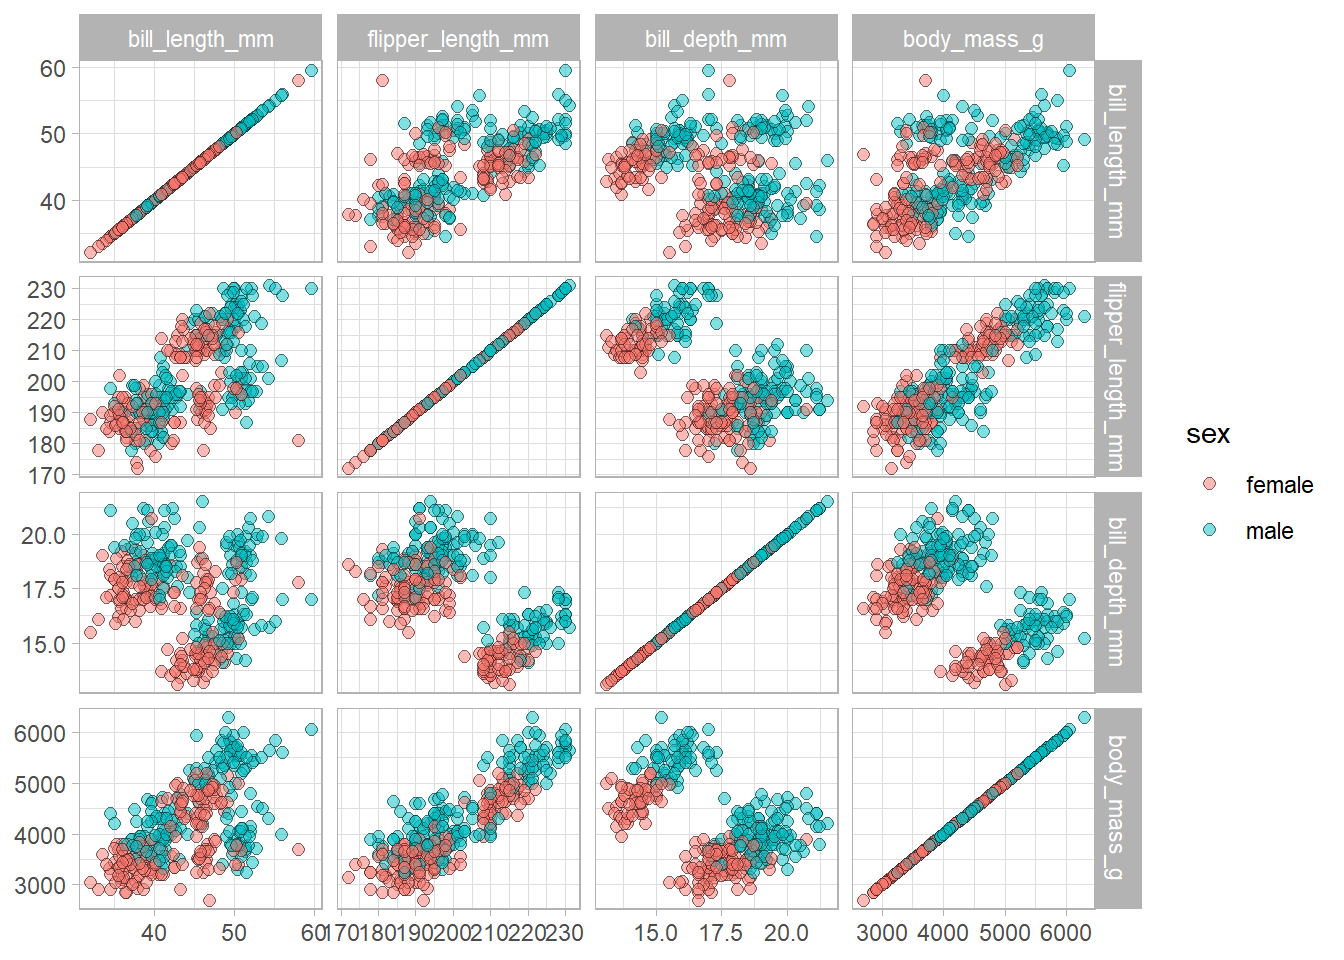 bill_length_mm flipper_length_mm bill_depth_mm body_mass_g
60
50
40
bill_length_mm
230
220
210
200
190
180
170
flipper_length_mm
sex
female
male
20.0
17.5
15.0
bill_depth_mm
6000
5000
4000
3000
body_mass_g
40 50 60 170 180 190 200 210 220 230 15.0 17.5 20.0 3000 4000 5000 6000